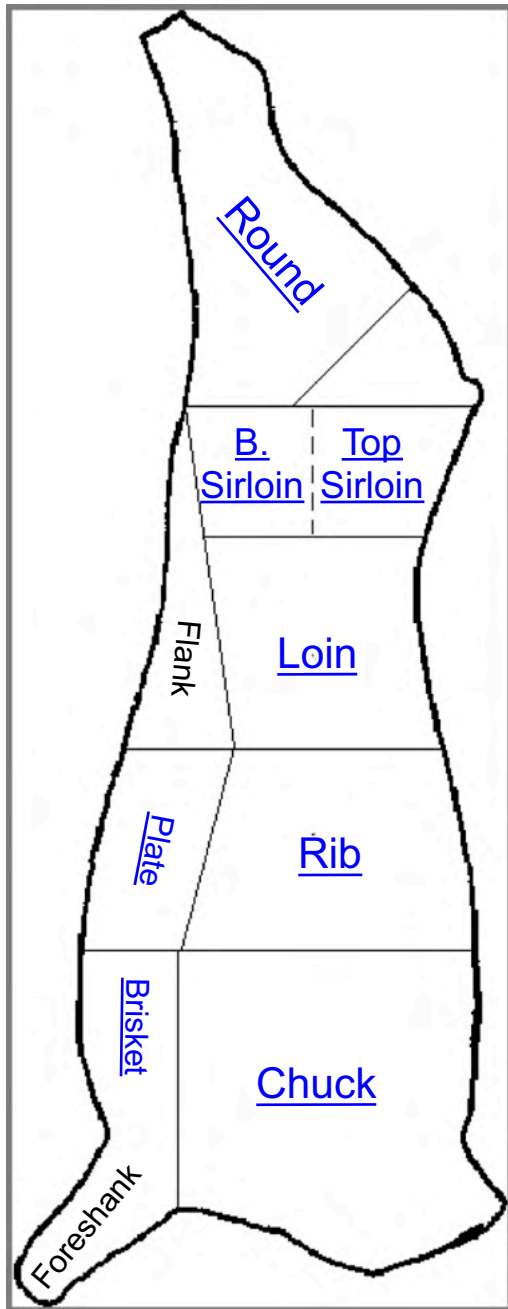 Round
B.
Sirloin
Top
Sirloin
Flank
Loin
Plate
Rib
Brisket
Chuck
Foreshank